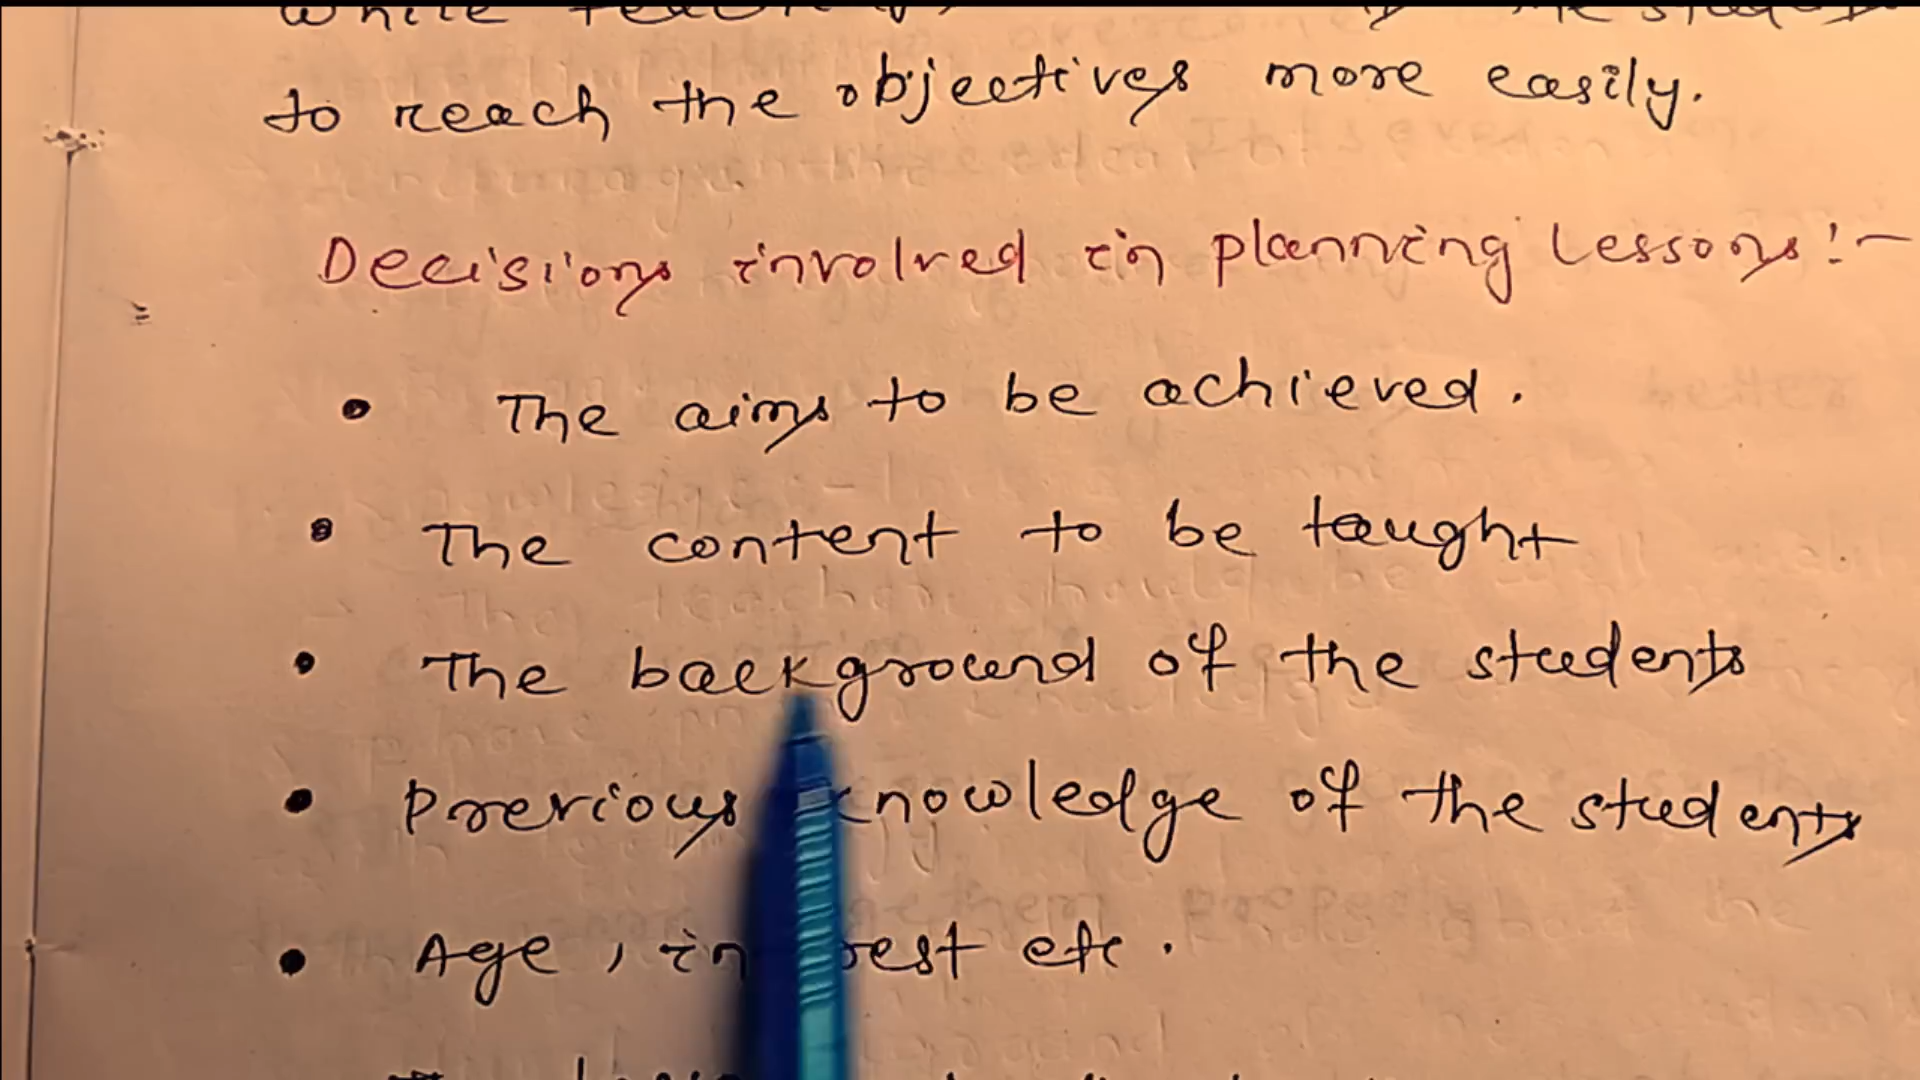 to reach the objectives more easily.
Decisions involved in planning Lessons:-
• The aims to be achieved.
• The content to be taught
• The background of the students
• Previous knowledge of the students
• Age, etc.